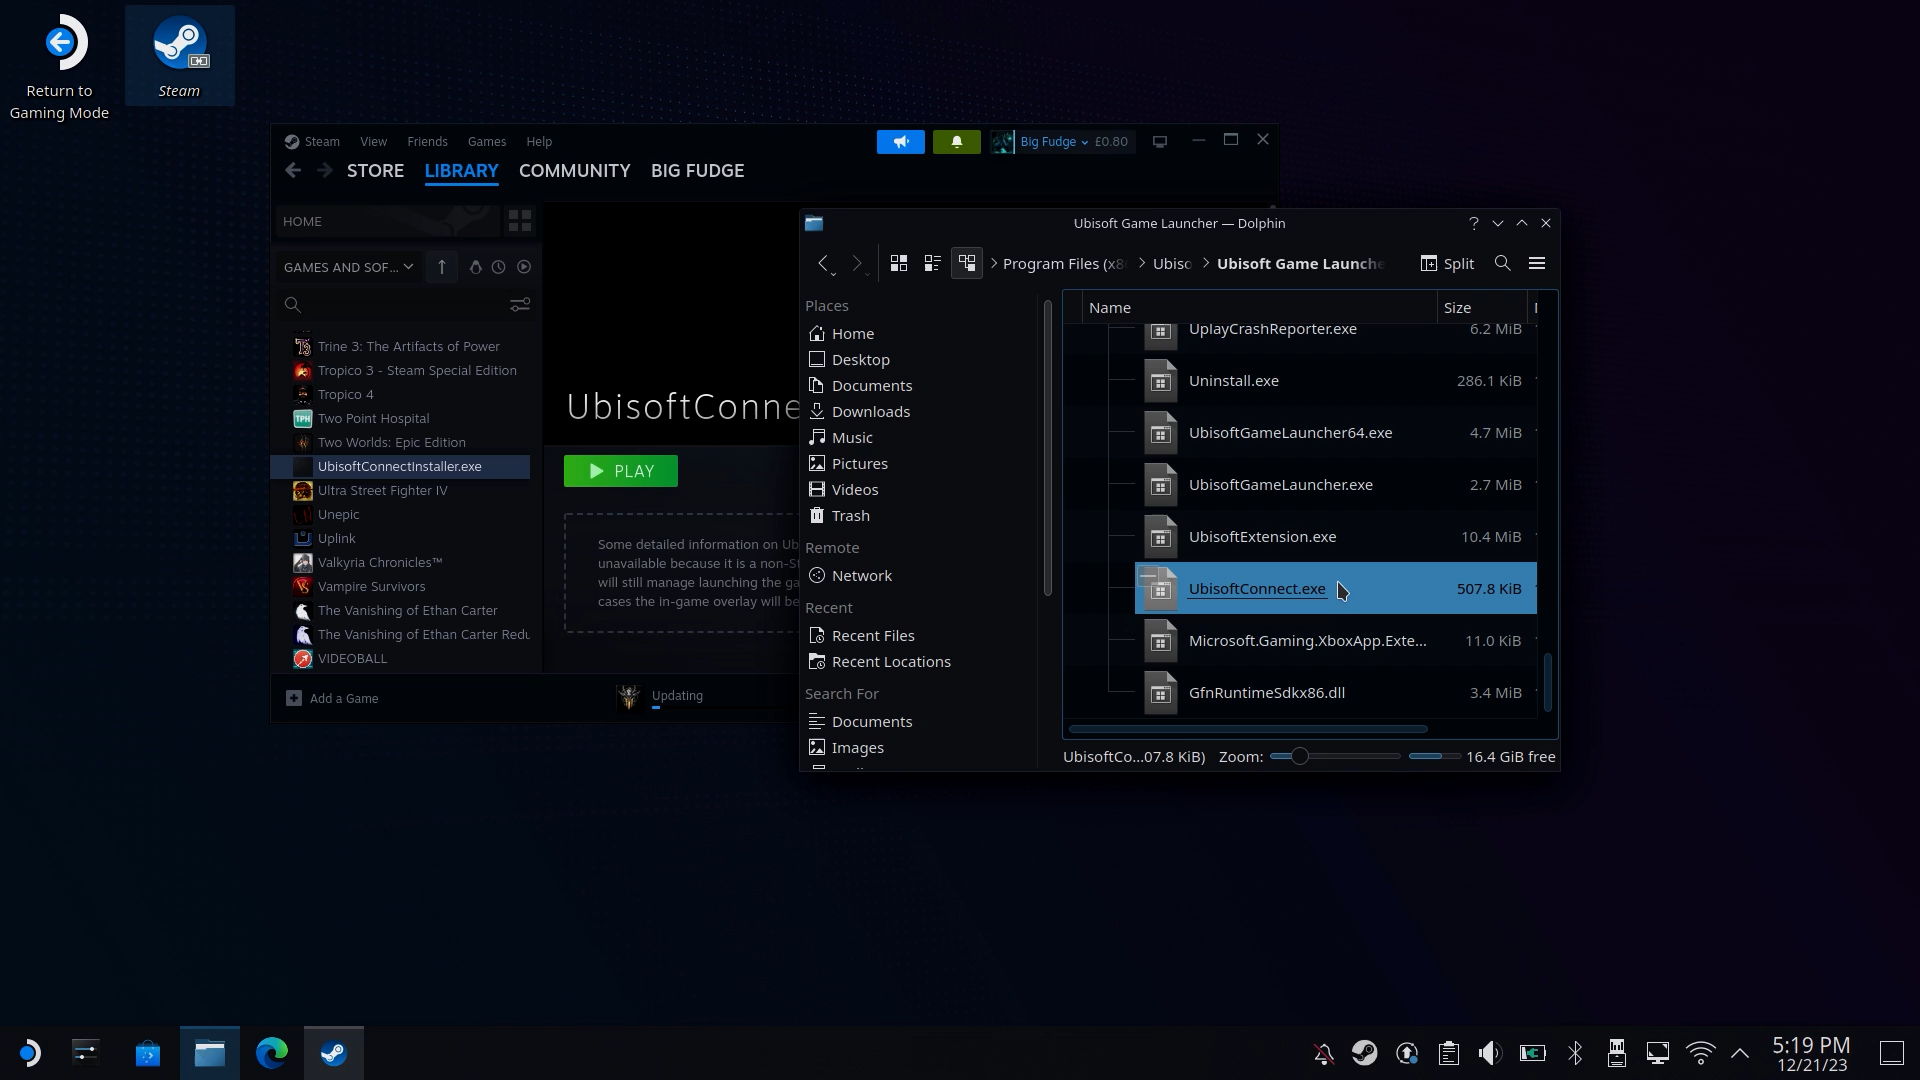 Return to
Gaming Mode
Steam
Steam View Friends Games Help
Big Fudge £0.80
STORE LIBRARY COMMUNITY BIG FUDGE
HOME
GAMES AND SOF...
Trine 3: The Artifacts of Power
Tropico 3 - Steam Special Edition
Tropico 4
TPH
Two Point Hospital
Two Worlds: Epic Edition
UbisoftConnectInstaller.exe
Ultra Street Fighter IV
Unepic
Uplink
Valkyria Chronicles™
Vampire Survivors
The Vanishing of Ethan Carter
The Vanishing of Ethan Carter Redu
VIDEOBALL
Add a Game
UbisoftConne
PLAY
Some detailed information on Ub
unavailable because it is a non-S
will still manage launching the ga
cases the in-game overlay will be
Updating
Ubisoft Game Launcher — Dolphin
Program Files (x8 Ubiso Ubisoft Game Launche
Split
Places
Home
Desktop
Documents
Downloads
Music
Pictures
Videos
Trash
Remote
Network
Recent
Recent Files
Recent Locations
Search For
Documents
Images
Name Size
UplayCrashReporter.exe 6.2 MiB
Uninstall.exe 286.1 KiB
UbisoftGameLauncher64.exe 4.7 MiB
UbisoftGameLauncher.exe 2.7 MiB
UbisoftExtension.exe 10.4 MiB
UbisoftConnect.exe 507.8 KiB
Microsoft.Gaming.XboxApp.Exte... 11.0 KiB
GfnRuntimeSdkx86.dll 3.4 MiB
UbisoftCo...07.8 KiB) Zoom: 16.4 GiB free
5:19 PM
12/21/23